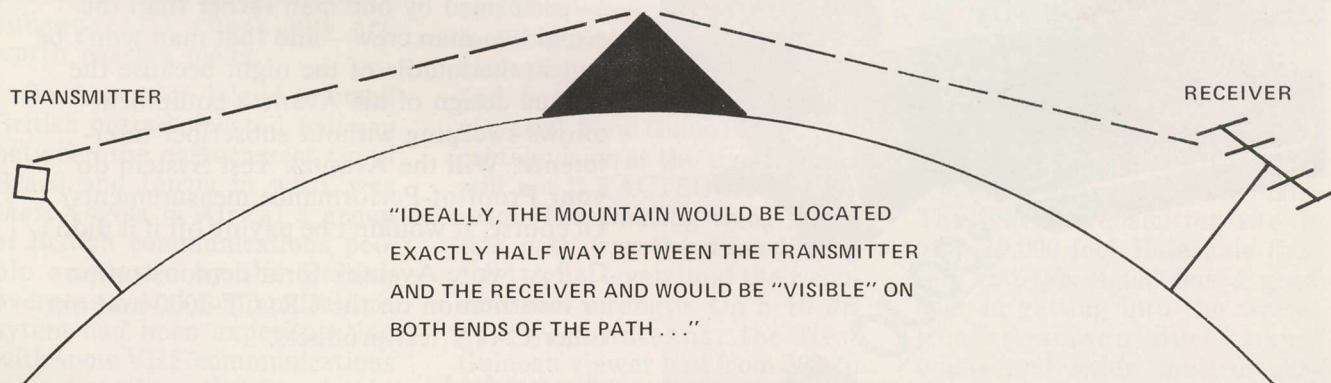 TRANSMITTER
RECEIVER
“IDEALLY, THE MOUNTAIN WOULD BE LOCATED
EXACTLY HALF WAY BETWEEN THE TRANSMITTER
AND THE RECEIVER AND WOULD BE “VISIBLE” ON
BOTH ENDS OF THE PATH . . .”